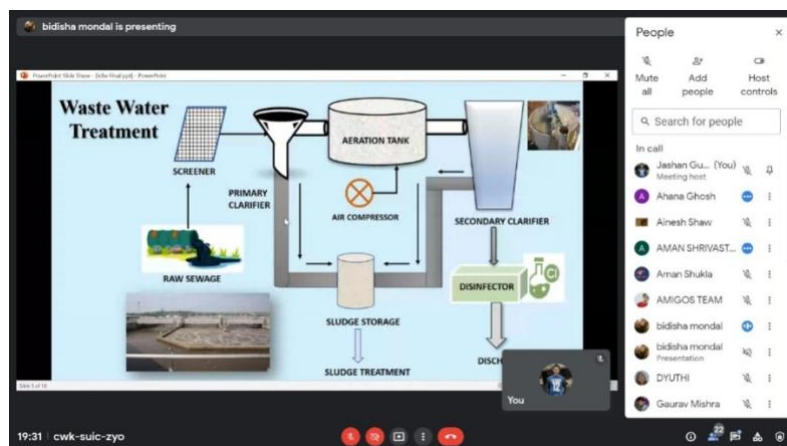 bidisha mondal is presenting
Waste Water
Treatment
SCREENER
PRIMARY
CLARIFIER
AERATION TANK
AIR COMPRESSOR
SECONDARY CLARIFIER
RAW SEWAGE
SLUDGE STORAGE
SLUDGE TREATMENT
DISINFECTOR
Cl
DISCH
You
19:31 | cwk-suic-zyo
People
Mute
all
Add
people
Host
controls
Search for people
In call
Jashan Gu... (You)
Meeting host
Ahana Ghosh
Ainesh Shaw
AMAN SHRIVAST...
Aman Shukla
AMIGOS TEAM
bidisha mondal
bidisha mondal
Presentation
DYUTHI
Gaurav Mishra
22